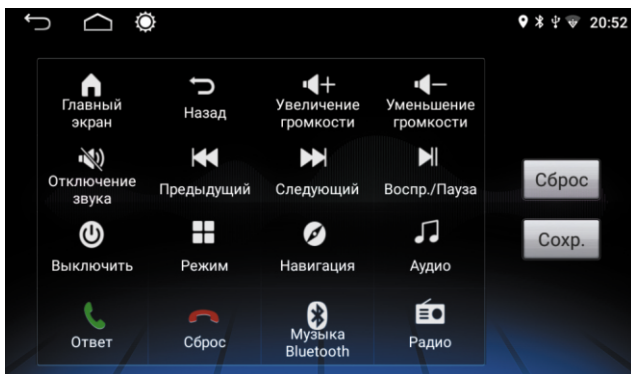 20:52
Главный
экран
Назад
Увеличение
громкости
Уменьшение
громкости
Отключение
звука
Предыдущий
Следующий
Воспр./Пауза
Сброс
Выключить
Режим
Навигация
Аудио
Сохр.
Ответ
Сброс
Музыка
Bluetooth
Радио